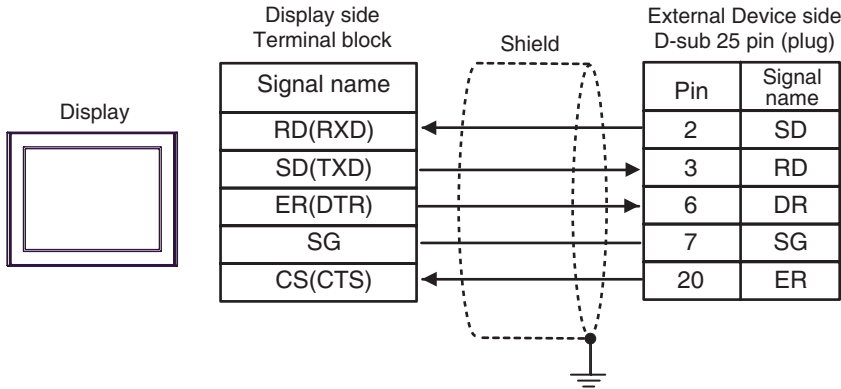 Display side
Terminal block
Shield
External Device side
D-sub 25 pin (plug)
Display
Signal name
Pin
Signal
name
RD(RXD)
2
SD
SD(TXD)
3
RD
ER(DTR)
6
DR
SG
7
SG
CS(CTS)
20
ER